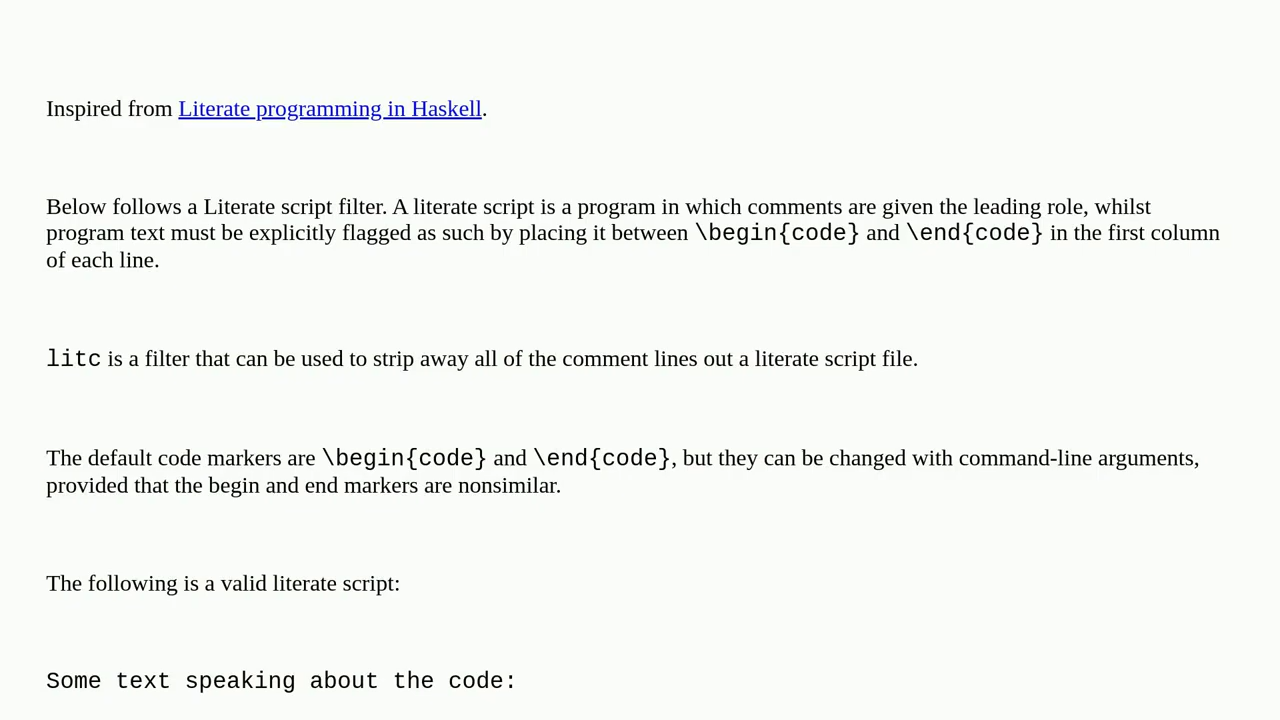 Inspired from Literate programming in Haskell.
Below follows a Literate script filter. A literate script is a program in which comments are given the leading role, whilst
program text must be explicitly flagged as such by placing it between \begin{code} and \end{code} in the first column
of each line.
litc is a filter that can be used to strip away all of the comment lines out a literate script file.
The default code markers are \begin{code} and \end{code}, but they can be changed with command-line arguments,
provided that the begin and end markers are nonsimilar.
The following is a valid literate script:
Some text speaking about the code: